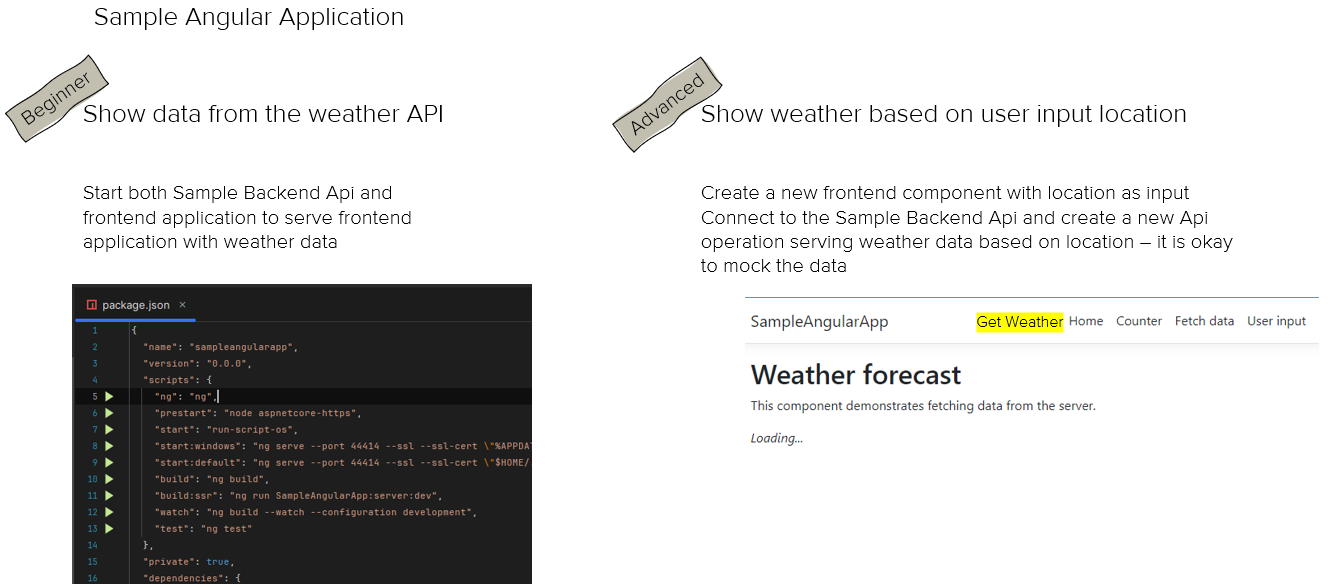 Sample Angular Application
Beginner
Show data from the weather API
Start both Sample Backend Api and
frontend application to serve frontend
application with weather data
package.json ×
1 {
2 "name": "sampleangularapp",
3 "version": "0.0.0",
4 "scripts": {
5 "ng": "ng",
6 "prestart": "node aspnetcore-https",
7 "start": "run-script-os",
8 "start:windows": "ng serve --port 44414 --ssl --ssl-cert \"%APPDA
9 "start:default": "ng serve --port 44414 --ssl --ssl-cert \"$HOME/
10 "build": "ng build",
11 "build:ssr": "ng run SampleAngularApp:server:dev",
12 "watch": "ng build --watch --configuration development",
13 "test": "ng test"
14 },
15 "private": true,
16 "dependencies": {
Advanced
Show weather based on user input location
Create a new frontend component with location as input
Connect to the Sample Backend Api and create a new Api
operation serving weather data based on location – it is okay
to mock the data
SampleAngularApp Get Weather Home Counter Fetch data User input
Weather forecast
This component demonstrates fetching data from the server.
Loading...